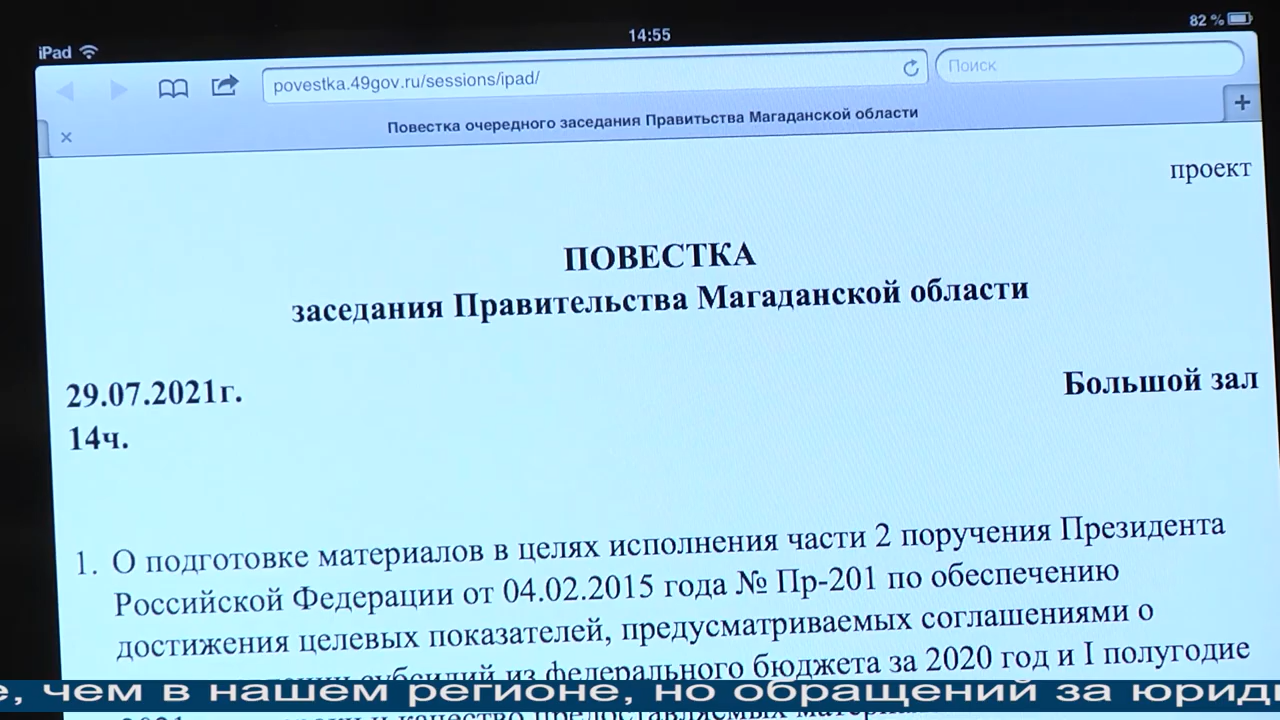 iPad 14:55 82 %
povestka.49gov.ru/sessions/ipad/ Поиск
Повестка очередного заседания Правитьства Магаданской области
проект
ПОВЕСТКА
заседания Правительства Магаданской области
29.07.2021г. Большой зал
14ч.
1. О подготовке материалов в целях исполнения части 2 поручения Президента
Российской Федерации от 04.02.2015 года № Пр-201 по обеспечению
достижения целевых показателей, предусматриваемых соглашениями о
субсидий из федерального бюджета за 2020 год и I полугодие
е, чем в нашем регионе, но обращений за юриди